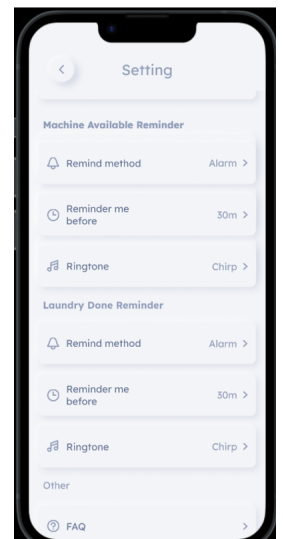 Setting
Machine Available Reminder
Remind method Alarm >
Reminder me
before 30m >
Ringtone Chirp >
Laundry Done Reminder
Remind method Alarm >
Reminder me
before 30m >
Ringtone Chirp >
Other
FAQ >